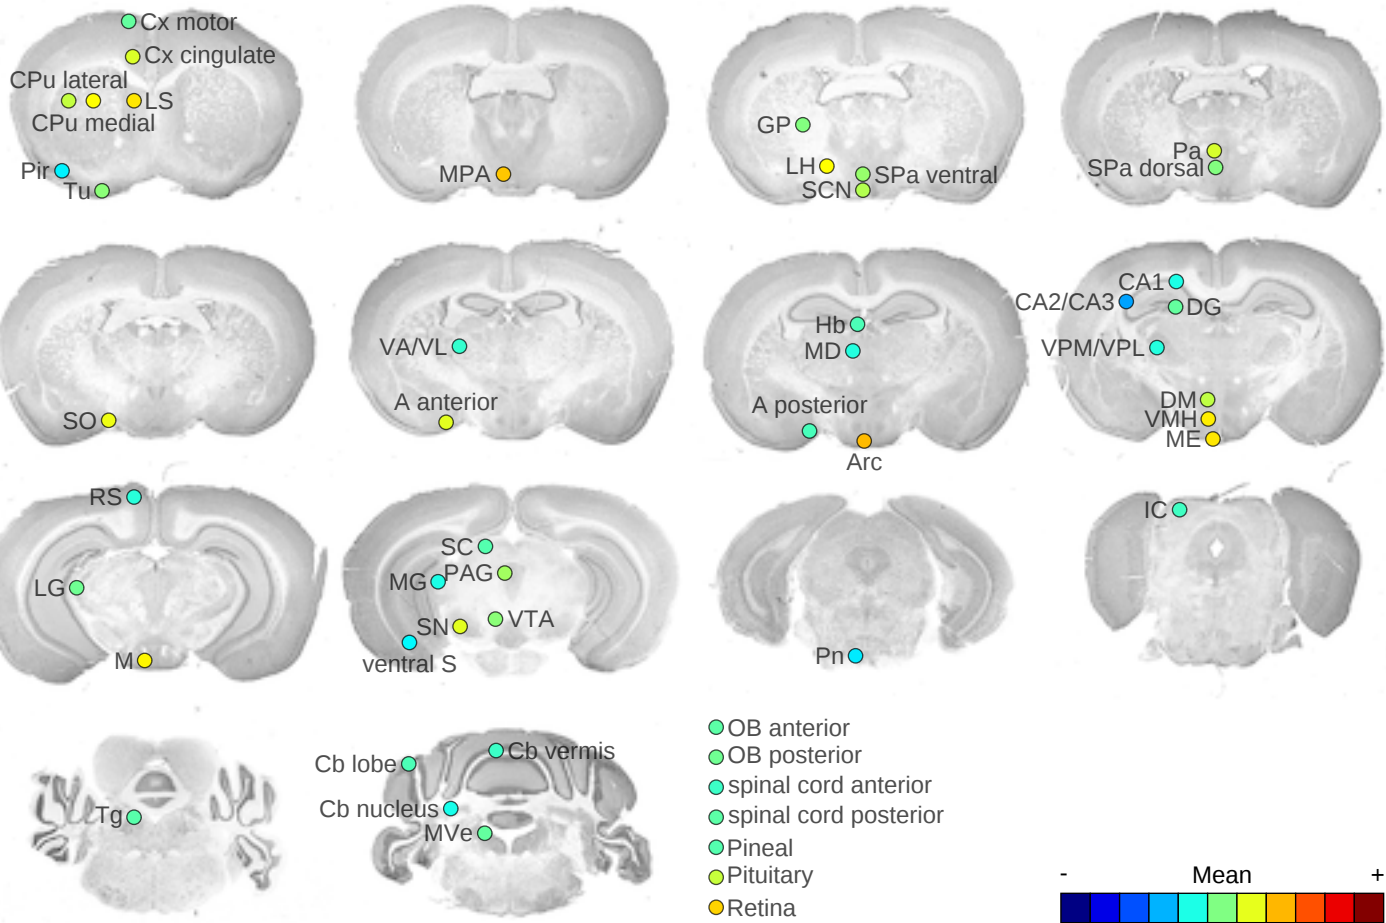 Cx motor
Cx cingulate
CPu lateral
LS
CPu medial
Pir
Tu
MPA
GP
LH
SPa ventral
SCN
Pa
SPa dorsal
SO
VA/VL
A anterior
Hb
MD
A posterior
Arc
CA1
CA2/CA3
DG
VPM/VPL
DM
VMH
ME
RS
LG
M
SC
MG
PAG
SN
VTA
ventral S
Pn
IC
Tg
Cb lobe
Cb vermis
Cb nucleus
MVe
OB anterior
OB posterior
spinal cord anterior
spinal cord posterior
Pineal
Pituitary
Retina
- Mean +